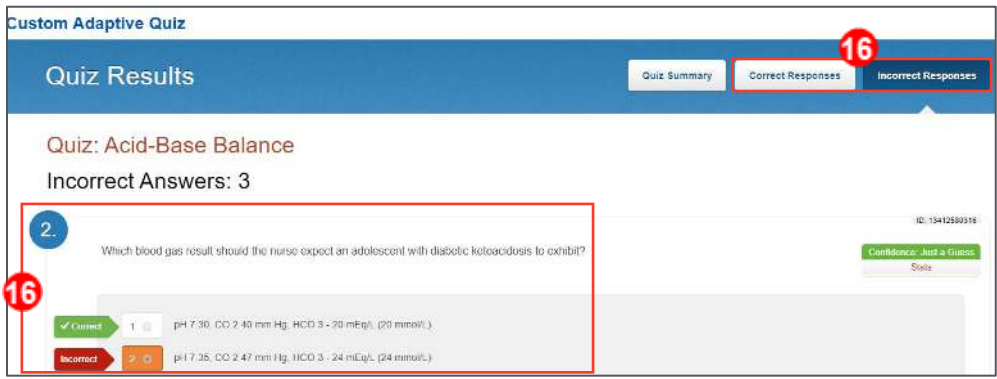 Custom Adaptive Quiz
16
Quiz Results
Quiz Summary
Correct Responses
Incorrect Responses
Quiz: Acid-Base Balance
Incorrect Answers: 3
2.
ID: 13412580316
Which blood gas result should the nurse expect an adolescent with diabetic ketoacidosis to exhibit?
Confidence: Just a Guess
Stats
16
Correct 1 pH 7.30, CO 2 40 mm Hg, HCO 3 - 20 mEq/L (20 mmol/L)
Incorrect 2 pH 7.35, CO 2 47 mm Hg, HCO 3 - 24 mEq/L (24 mmol/L)